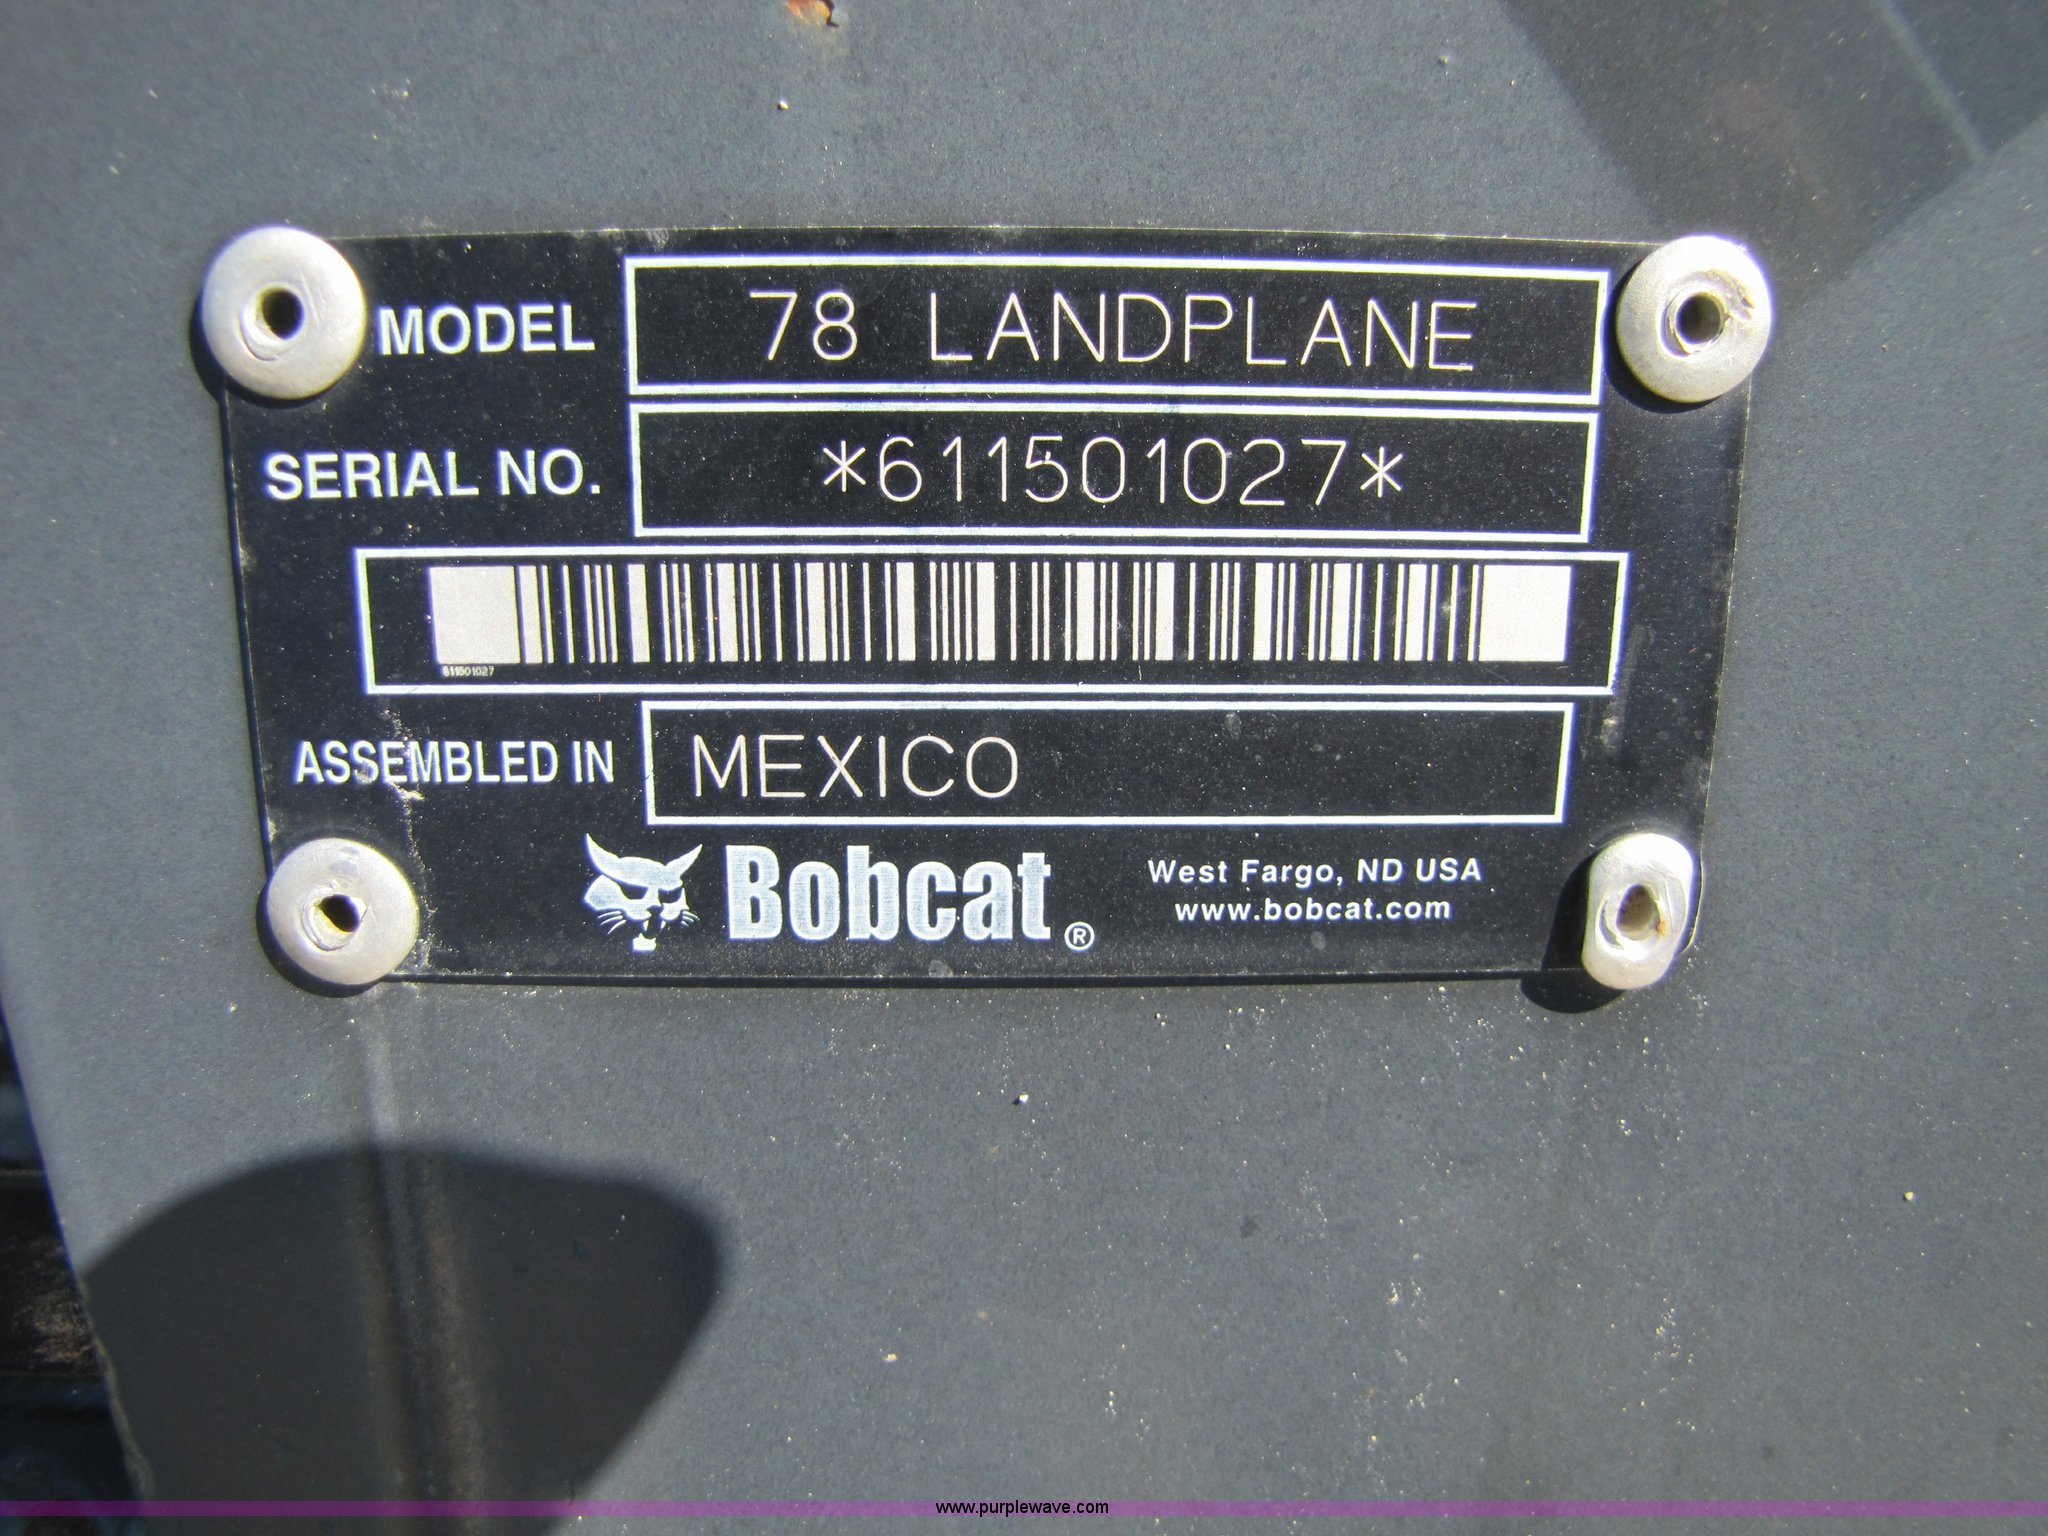 MODEL 78 LANDPLANE
SERIAL NO. *611501027*
611501027
ASSEMBLED IN MEXICO
Bobcat®
West Fargo, ND USA
www.bobcat.com
www.purplewave.com